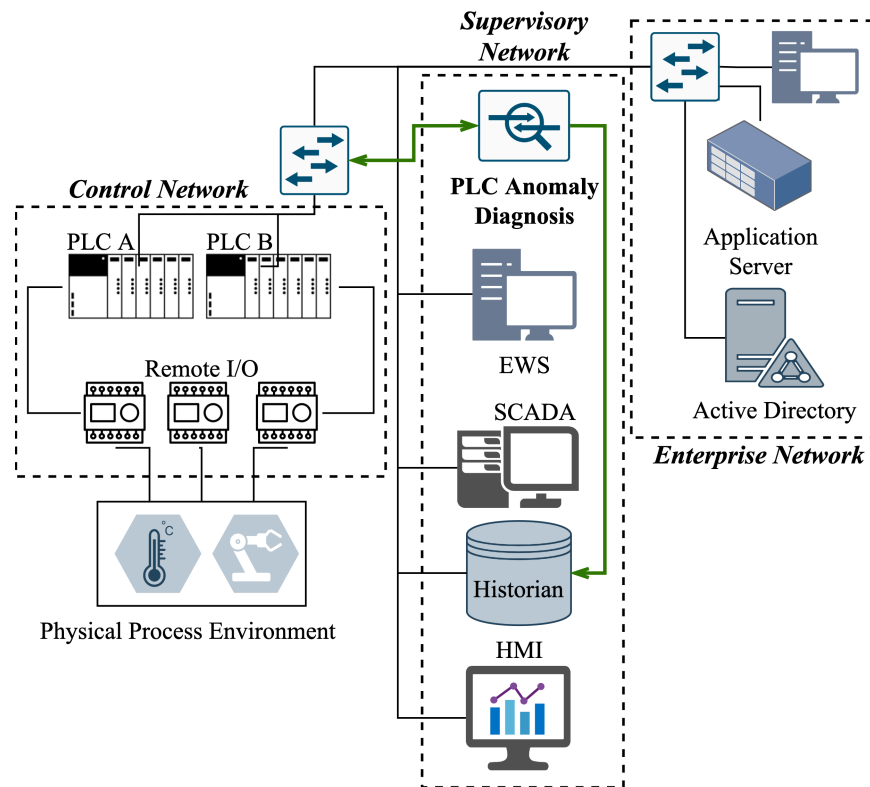 Supervisory
Network
Control Network
PLC A
PLC B
Remote I/O
°C
Physical Process Environment
PLC Anomaly
Diagnosis
EWS
SCADA
Historian
HMI
Application
Server
Active Directory
Enterprise Network